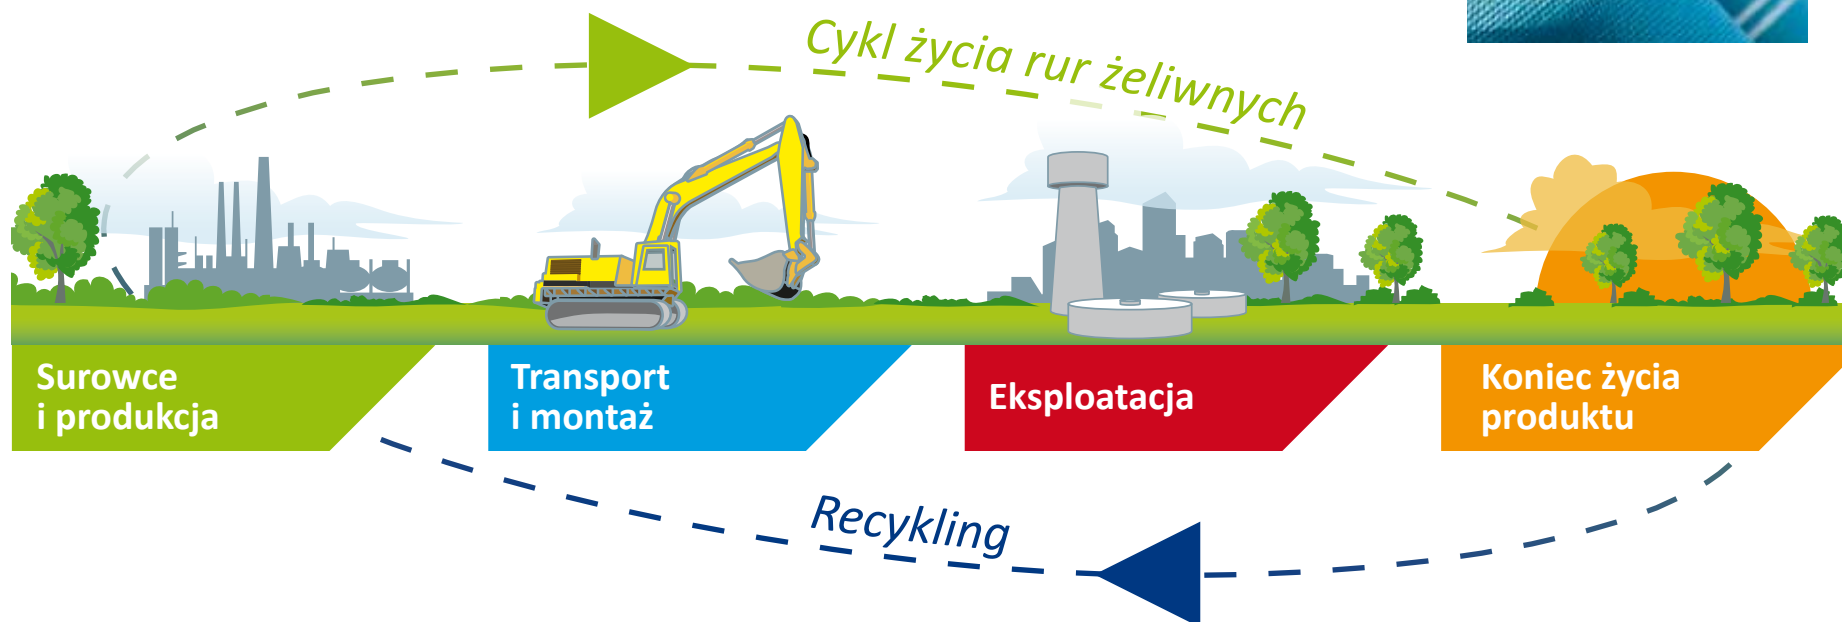 Cykl życia rur żeliwnych
Surowce
i produkcja
Transport
i montaż
Eksploatacja
Koniec życia
produktu
Recykling